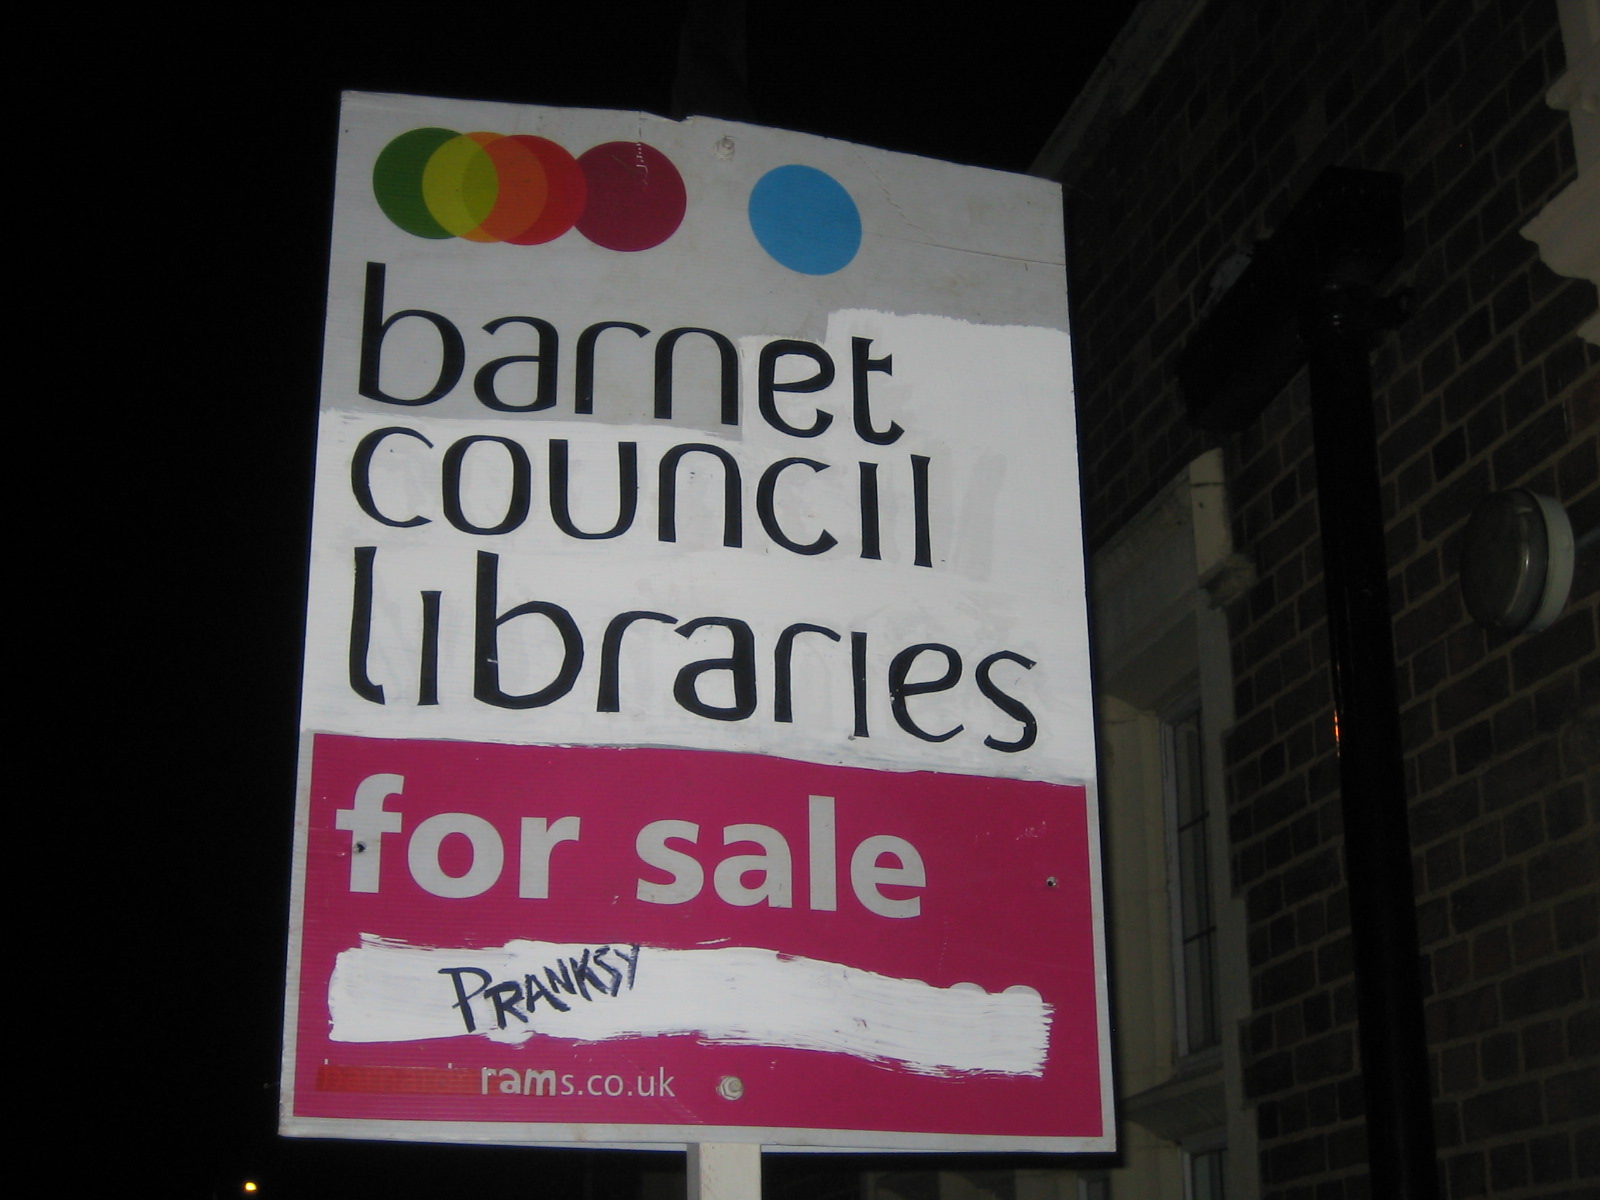 barnet
council
libraries
for sale
PRANKSY
rams.co.uk